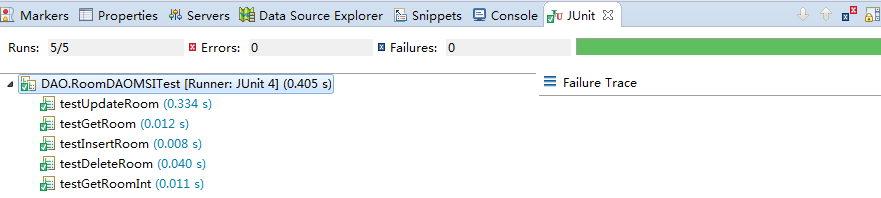 Markers Properties Servers Data Source Explorer Snippets Console JUnit
Runs: 5/5 Errors: 0 Failures: 0
DAO.RoomDAOMSITest [Runner: JUnit 4] (0.405 s)
Failure Trace
testUpdateRoom (0.334 s)
testGetRoom (0.012 s)
testInsertRoom (0.008 s)
testDeleteRoom (0.040 s)
testGetRoomInt (0.011 s)